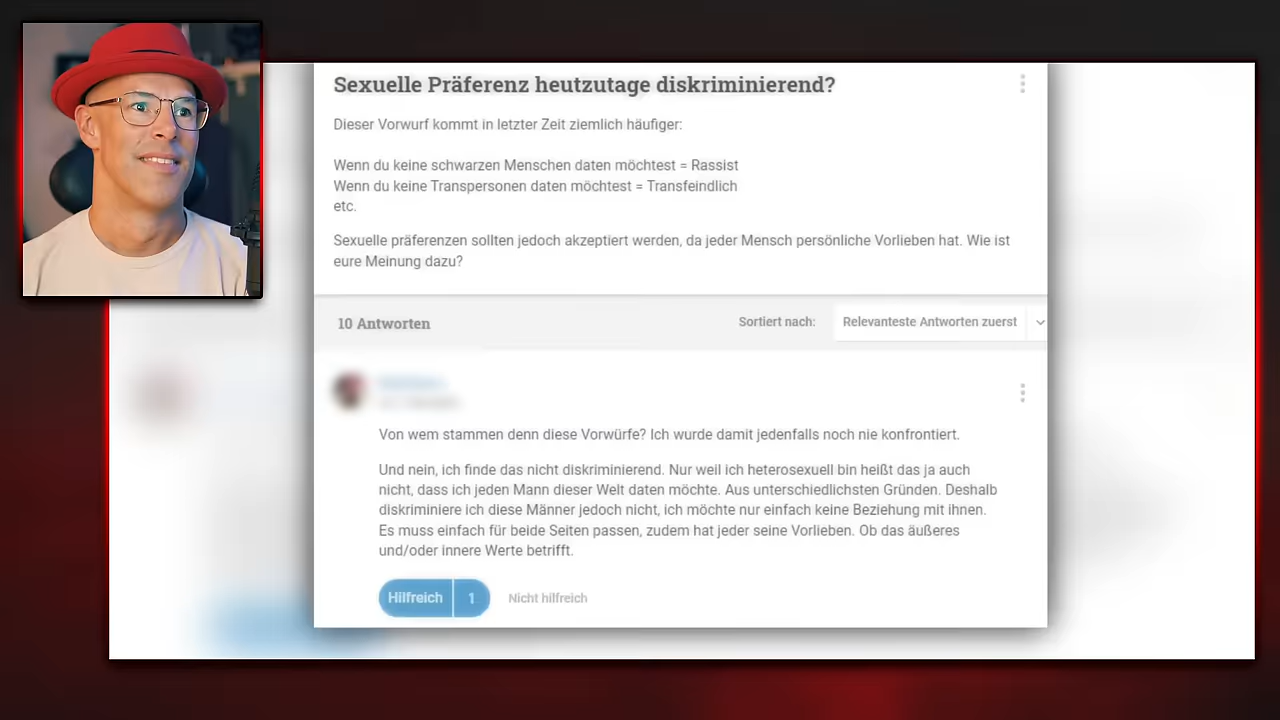 Sexuelle Präferenz heutzutage diskriminierend?
Dieser Vorwurf kommt in letzter Zeit ziemlich häufiger:
Wenn du keine schwarzen Menschen daten möchtest = Rassist
Wenn du keine Transpersonen daten möchtest = Transfeindlich
etc.
Sexuelle präferenzen sollten jedoch akzeptiert werden, da jeder Mensch persönliche Vorlieben hat. Wie ist
eure Meinung dazu?
10 Antworten
Sortiert nach:
Relevanteste Antworten zuerst
Von wem stammen denn diese Vorwürfe? Ich wurde damit jedenfalls noch nie konfrontiert.
Und nein, ich finde das nicht diskriminierend. Nur weil ich heterosexuell bin heißt das ja auch
nicht, dass ich jeden Mann dieser Welt daten möchte. Aus unterschiedlichsten Gründen. Deshalb
diskriminiere ich diese Männer jedoch nicht, ich möchte nur einfach keine Beziehung mit ihnen.
Es muss einfach für beide Seiten passen, zudem hat jeder seine Vorlieben. Ob das äußeres
und/oder innere Werte betrifft.
Hilfreich 1
Nicht hilfreich